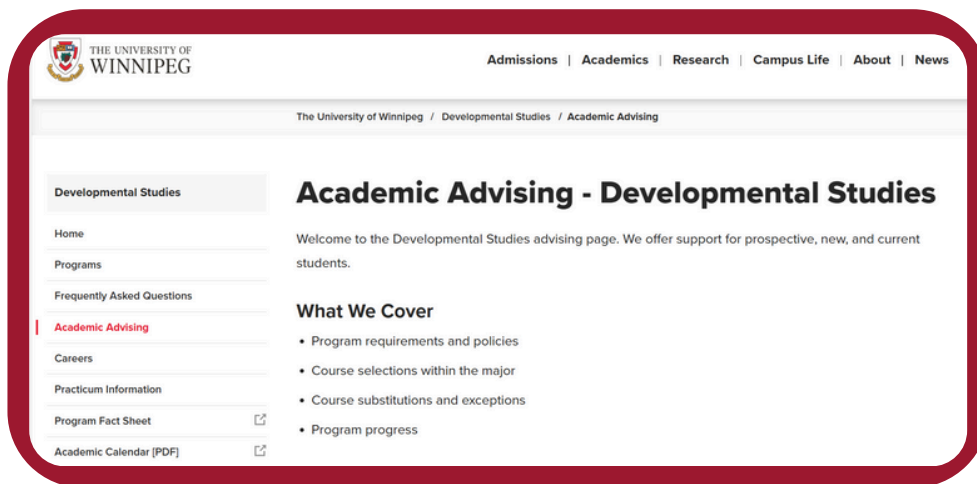 THE UNIVERSITY OF
WINNIPEG
Admissions | Academics | Research | Campus Life | About | News
The University of Winnipeg / Developmental Studies / Academic Advising
Developmental Studies
Home
Programs
Frequently Asked Questions
Academic Advising
Careers
Practicum Information
Program Fact Sheet
Academic Calendar [PDF]
Academic Advising - Developmental Studies
Welcome to the Developmental Studies advising page. We offer support for prospective, new, and current
students.
What We Cover
• Program requirements and policies
• Course selections within the major
• Course substitutions and exceptions
• Program progress